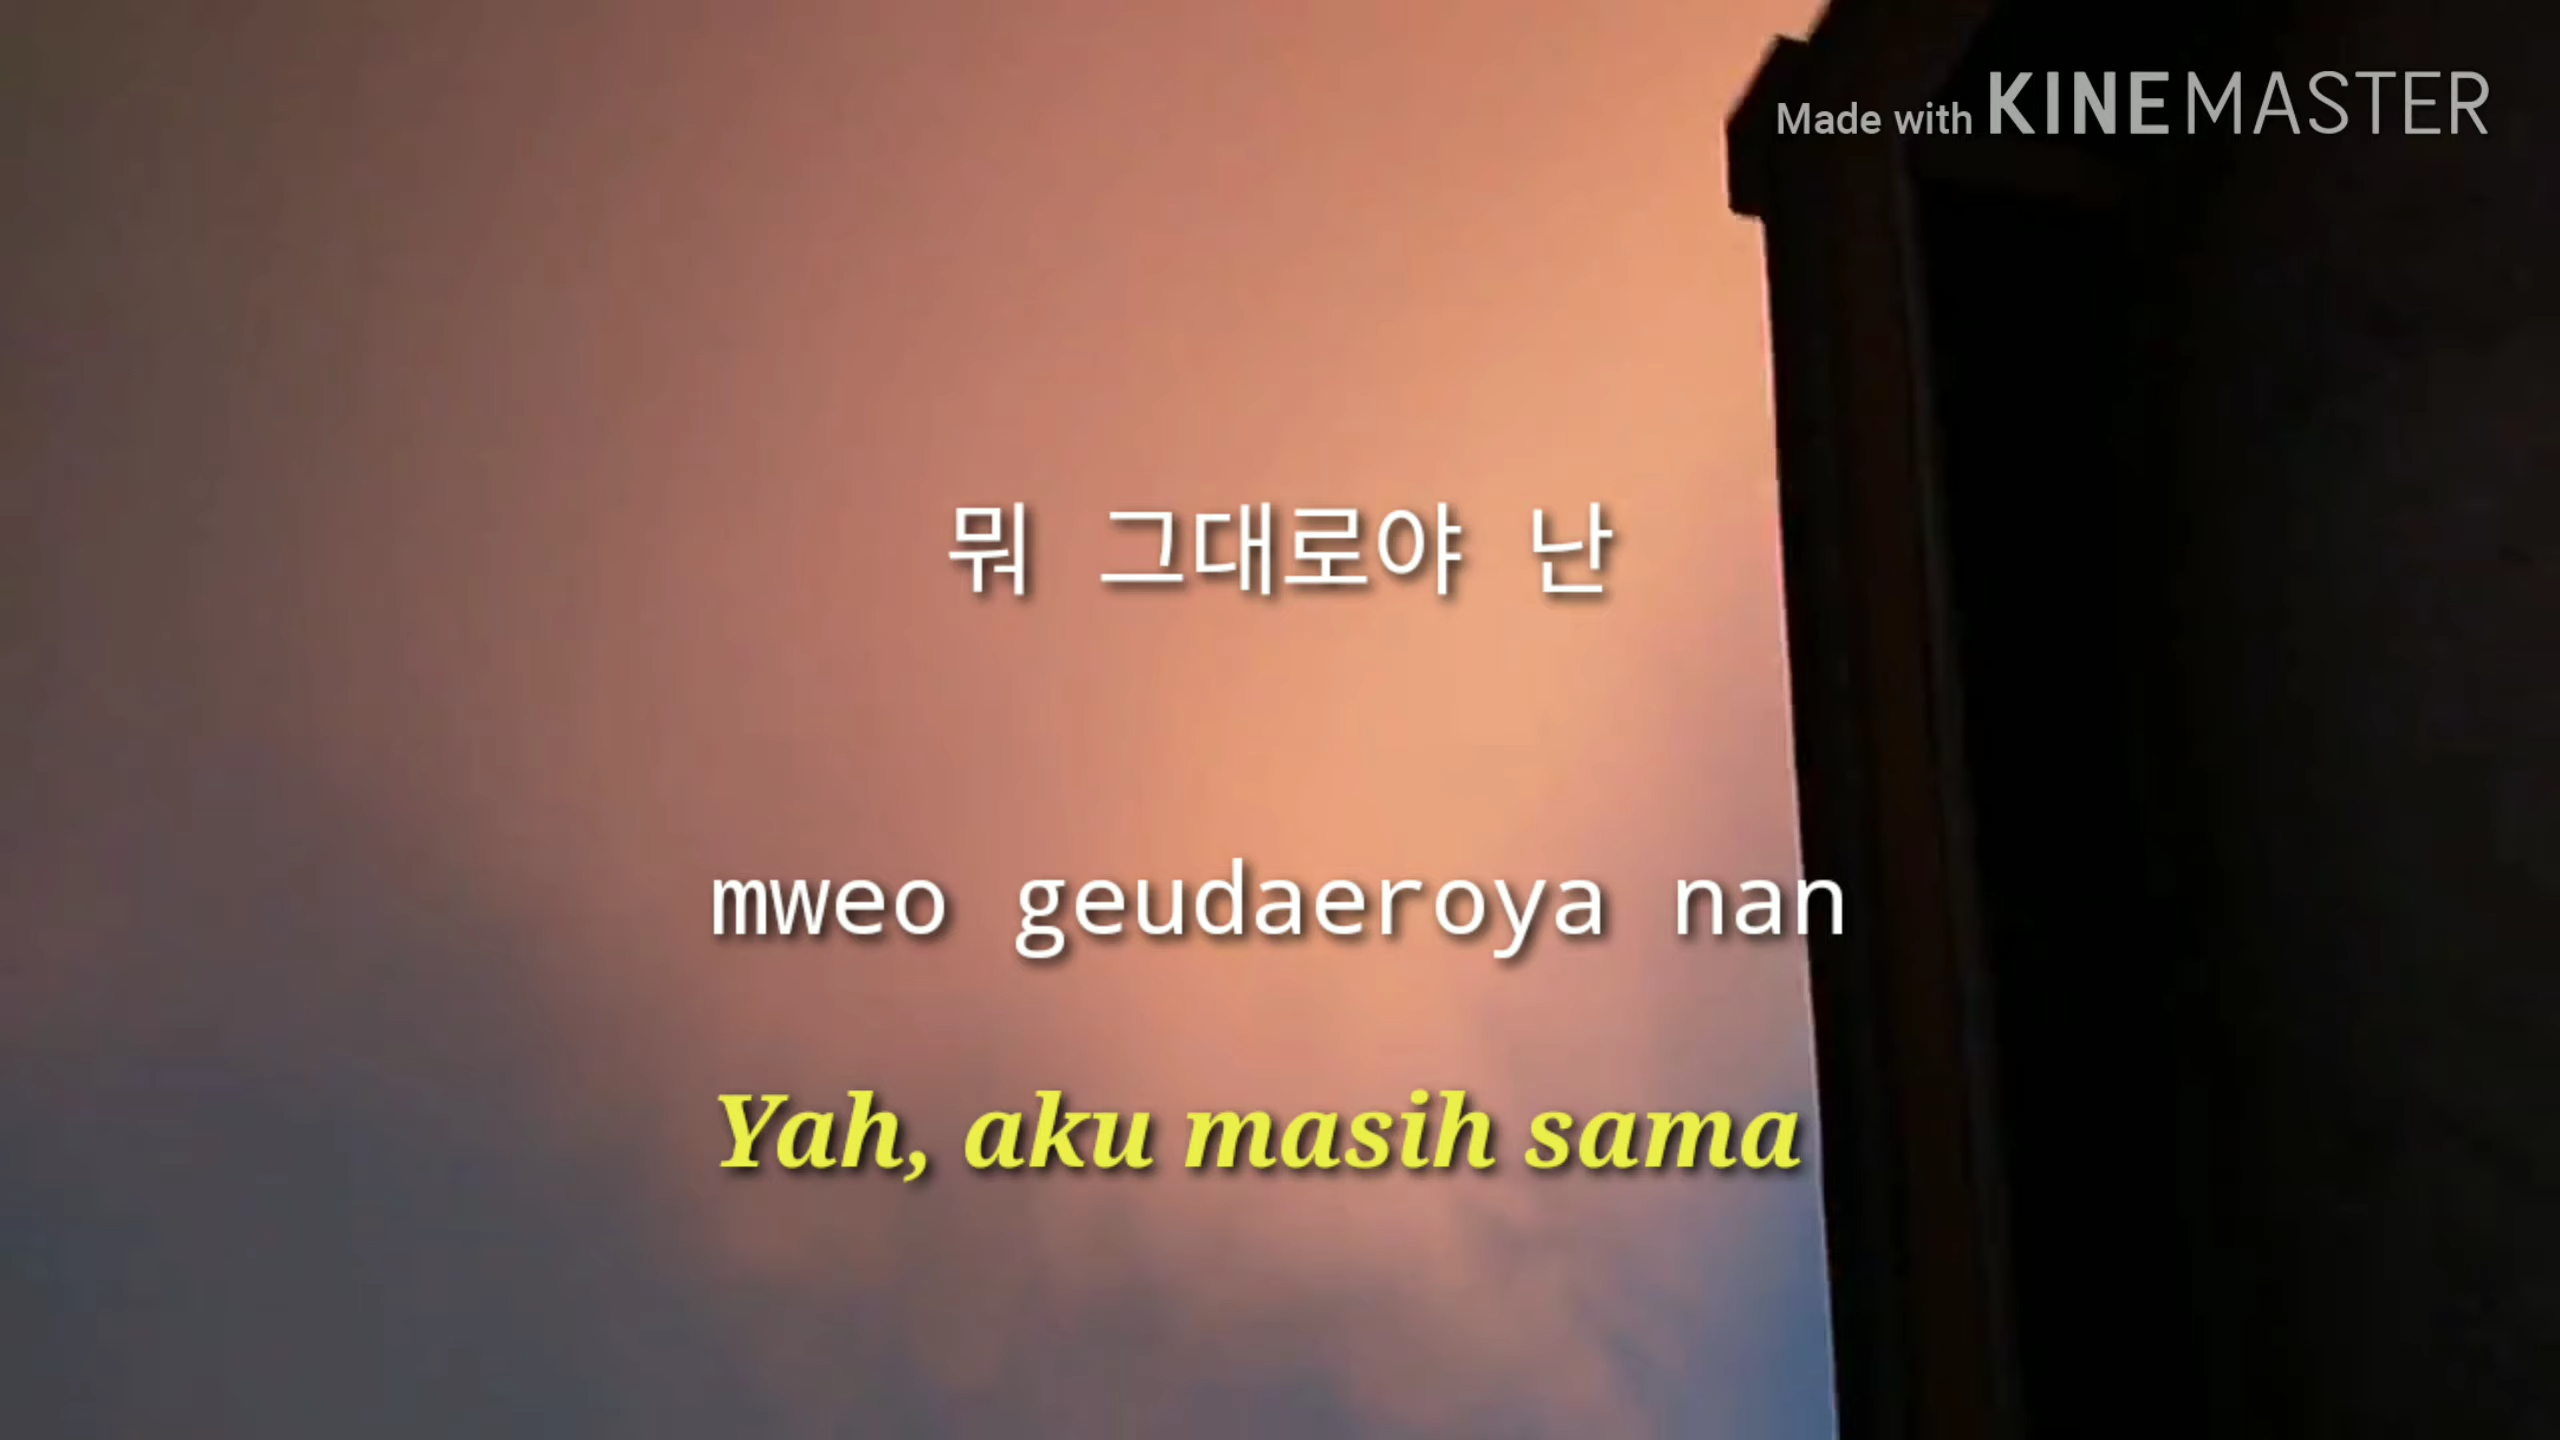 Made with KINEMASTER
뭐 그대로야 난
mweo geudaeroya nan
Yah, aku masih sama